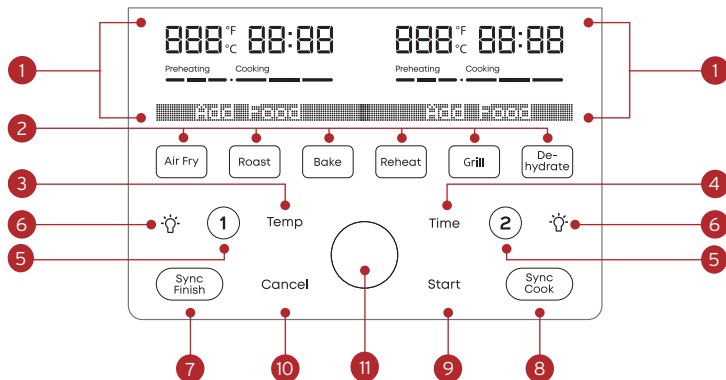 888 °F °C 88:88 888 °F °C 88:88
Preheating Cooking Preheating Cooking
1 1
Add Food Add Food
2
Air Fry Roast Bake Reheat Grill De-
hydrate
3 4
6 1 Temp Time 2 6
5 5
Sync
Finish
Cancel Start
Sync
Cook
7 10 11 9 8